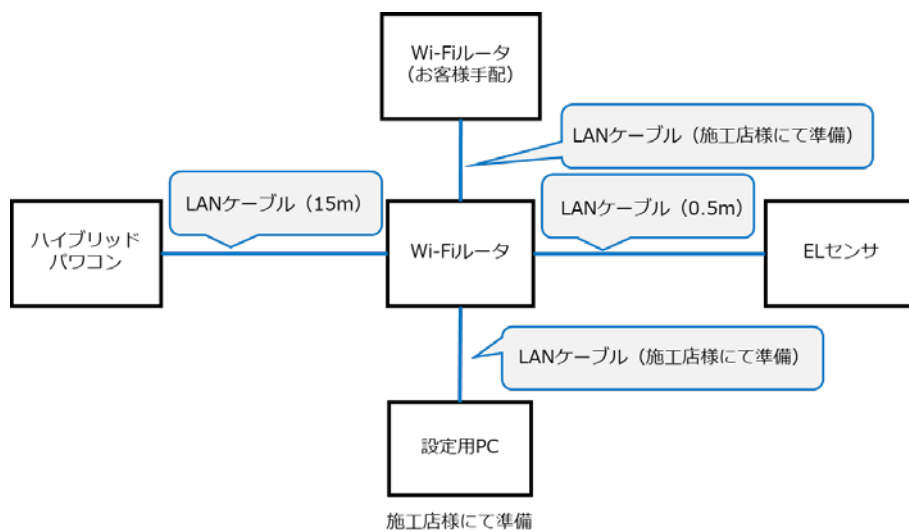 Wi-Fiルータ
（お客様手配）
LANケーブル（施工店様にて準備）
LANケーブル（15m）
LANケーブル（0.5m）
ハイブリッド
パワコン
Wi-Fiルータ
ELセンサ
LANケーブル（施工店様にて準備）
設定用PC
施工店様にて準備